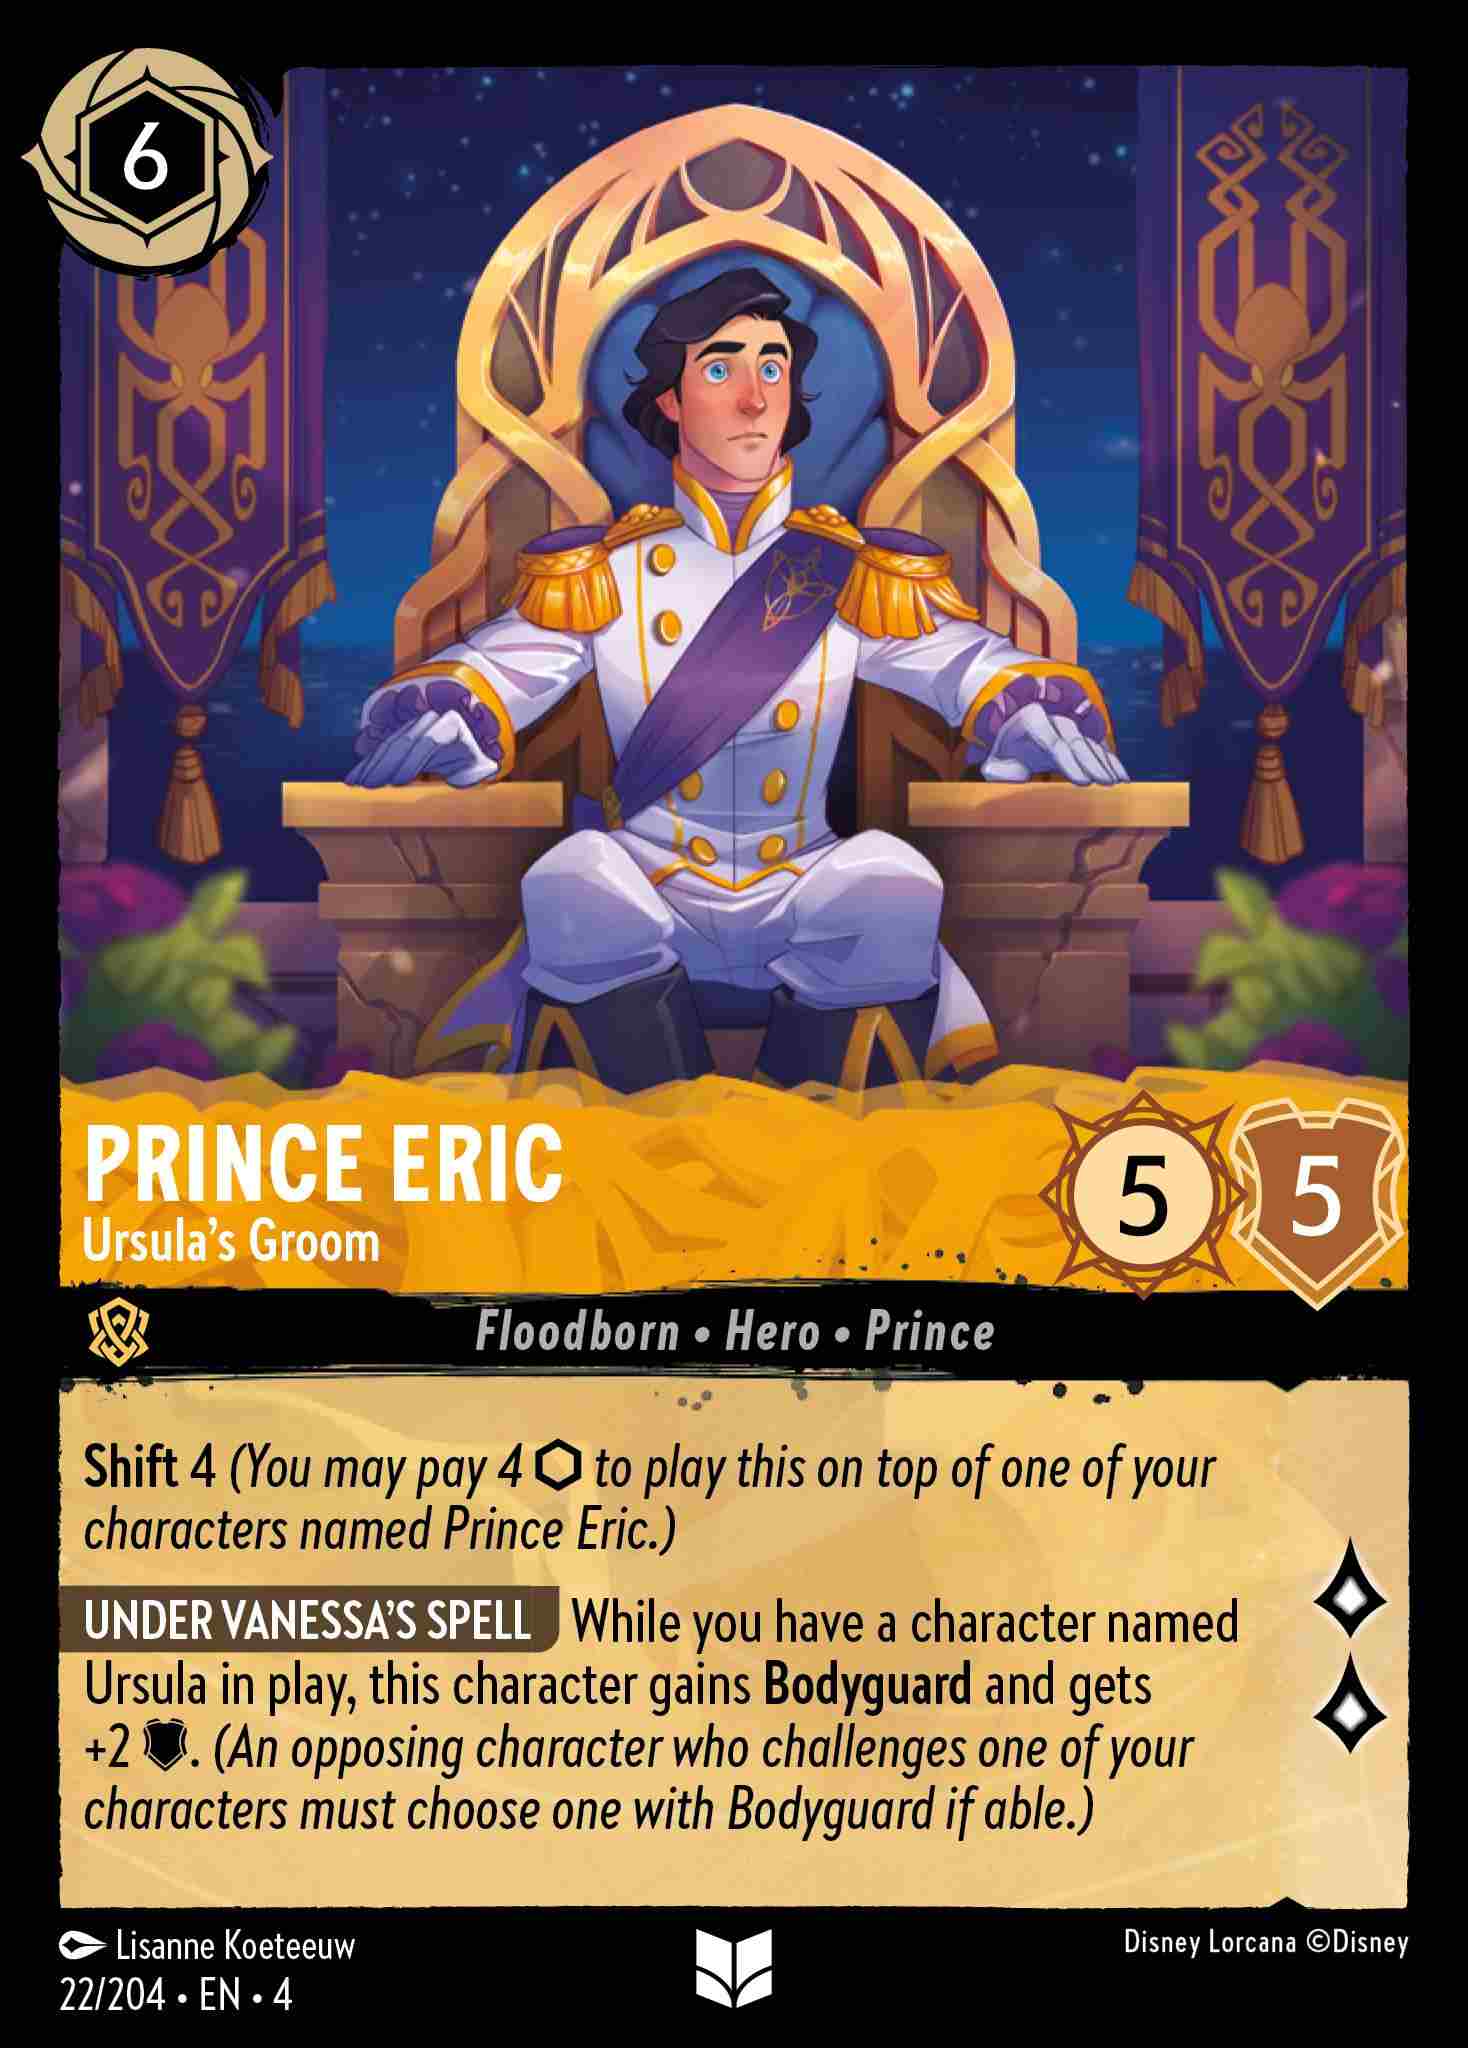 6
PRINCE ERIC
Ursula's Groom
5
5
Floodborn • Hero • Prince
Shift 4 (You may pay 4 ⬡ to play this on top of one of your
characters named Prince Eric.)
UNDER VANESSA'S SPELL While you have a character named
Ursula in play, this character gains Bodyguard and gets
+2 ⛊. (An opposing character who challenges one of your
characters must choose one with Bodyguard if able.)
Lisanne Koeteeuw
Disney Lorcana ©Disney
22/204 • EN • 4